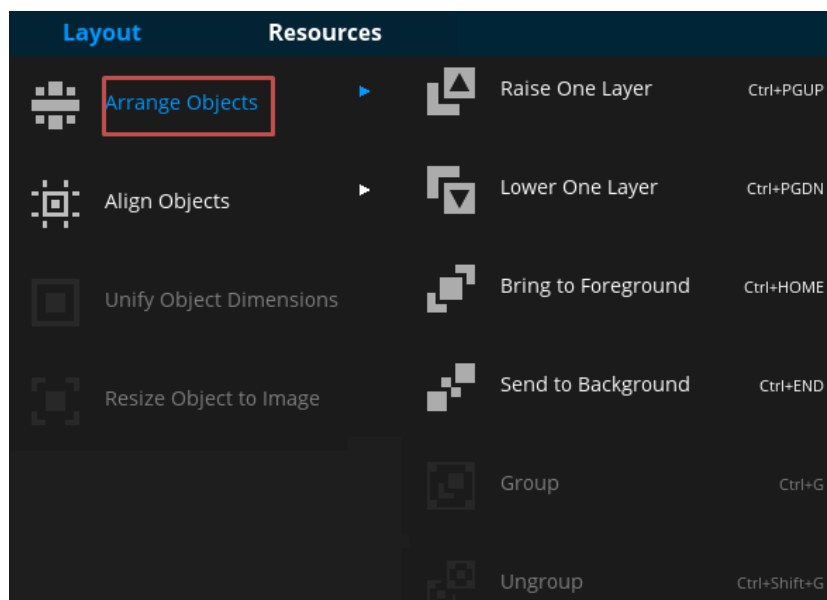 Layout Resources
Arrange Objects
Align Objects
Unify Object Dimensions
Resize Object to Image
Raise One Layer Ctrl+PGUP
Lower One Layer Ctrl+PGDN
Bring to Foreground Ctrl+HOME
Send to Background Ctrl+END
Group Ctrl+G
Ungroup Ctrl+Shift+G